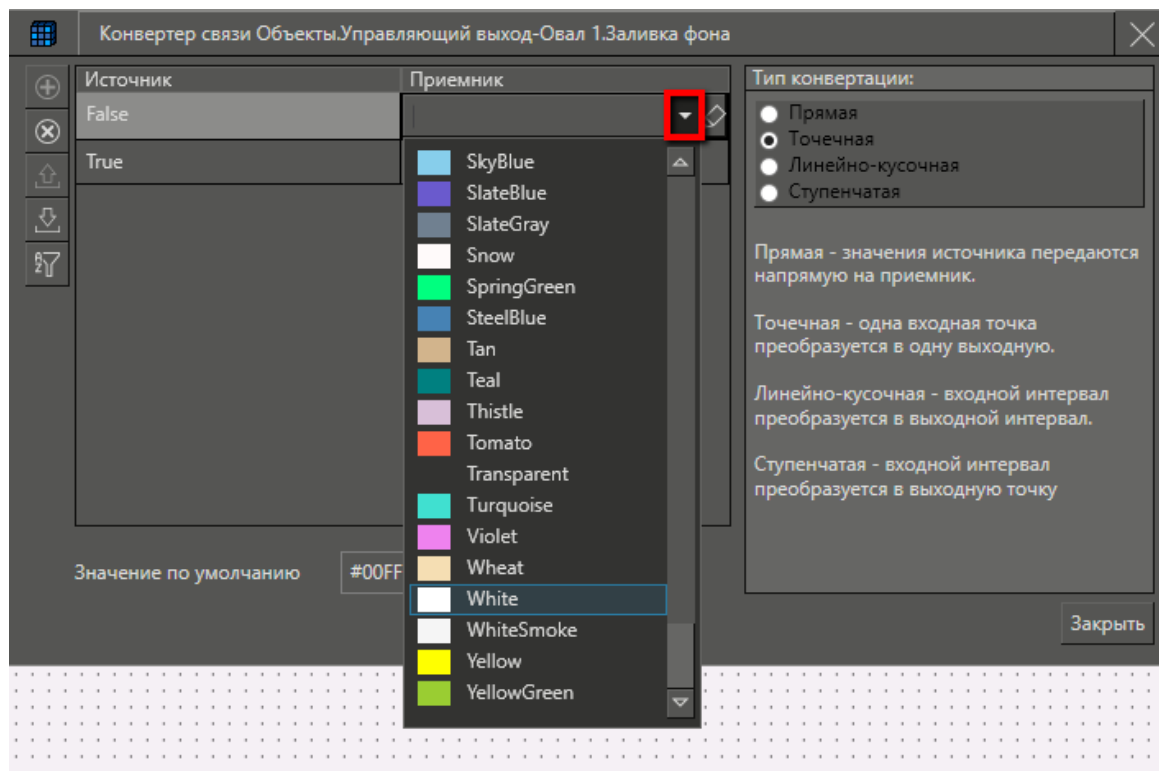 Конвертер связи Объекты.Управляющий выход-Овал 1.Заливка фона
Источник
Приемник
False
True
SkyBlue
SlateBlue
SlateGray
Snow
SpringGreen
SteelBlue
Tan
Teal
Thistle
Tomato
Transparent
Turquoise
Violet
Wheat
White
WhiteSmoke
Yellow
YellowGreen
Значение по умолчанию
#00FF
Тип конвертации:
Прямая
Точечная
Линейно-кусочная
Ступенчатая
Прямая - значения источника передаются
напрямую на приемник.
Точечная - одна входная точка
преобразуется в одну выходную.
Линейно-кусочная - входной интервал
преобразуется в выходной интервал.
Ступенчатая - входной интервал
преобразуется в выходную точку
Закрыть